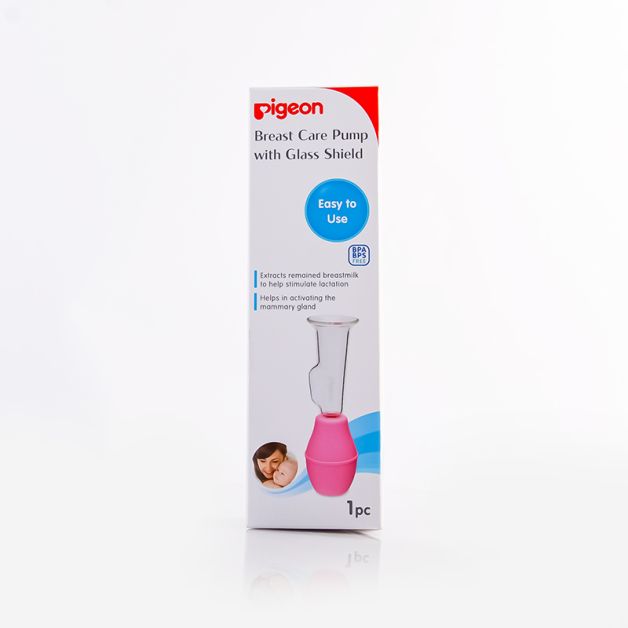 Pigeon
Breast Care Pump
with Glass Shield
Easy to
Use
BPA
BPS
FREE
Extracts remained breastmilk
to help stimulate lactation
Helps in activating the
mammary gland
1pc